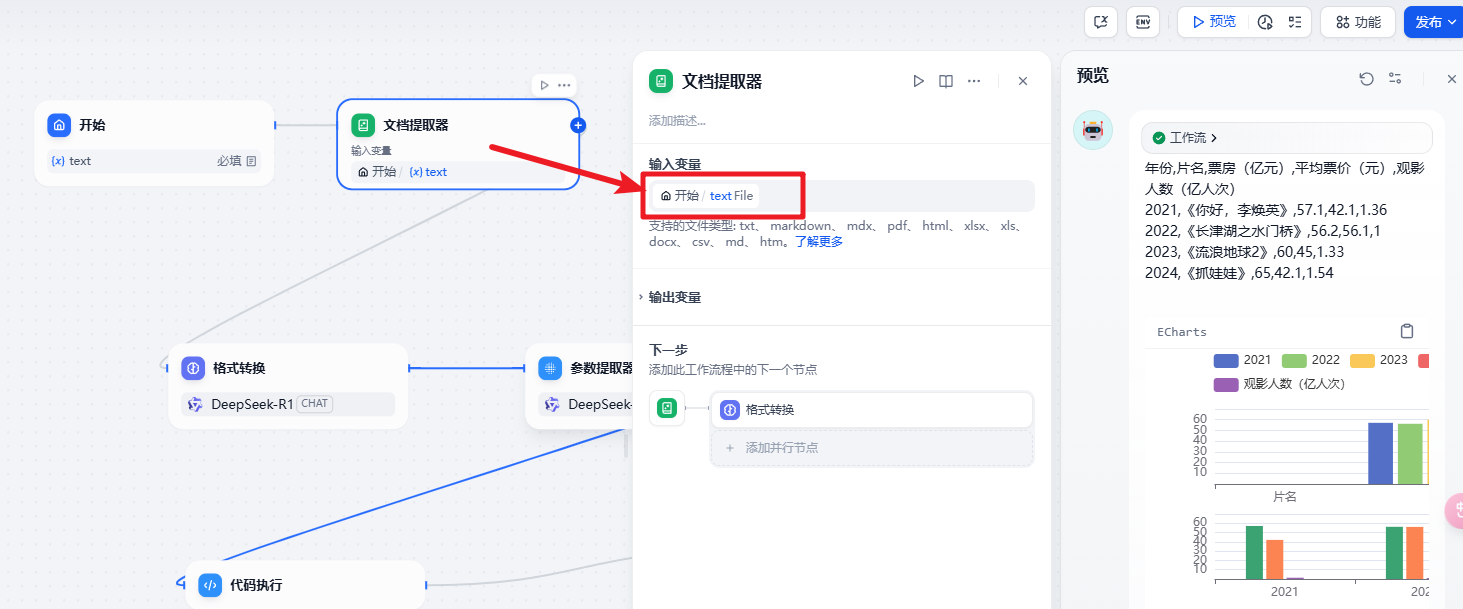 预览
功能
发布
开始
{x} text
必填
文档提取器
输入变量
开始 / {x} text
格式转换
DeepSeek-R1 CHAT
参数提取器
DeepSeek-
代码执行
文档提取器
添加描述...
输入变量
开始 / text File
支持的文件类型: txt、 markdown、 mdx、 pdf、 html、 xlsx、 xls、
docx、 csv、 md、 htm。了解更多
输出变量
下一步
添加此工作流程中的下一个节点
格式转换
+ 添加并行节点
预览
工作流
年份,片名,票房（亿元）,平均票价（元）,观影
人数（亿人次）
2021,《你好，李焕英》,57.1,42.1,1.36
2022,《长津湖之水门桥》,56.2,56.1,1
2023,《流浪地球2》,60,45,1.33
2024,《抓娃娃》,65,42.1,1.54
ECharts
2021 2022 2023
观影人数（亿人次）
60
50
40
30
20
10
片名
60
50
40
30
20
10
2021 202